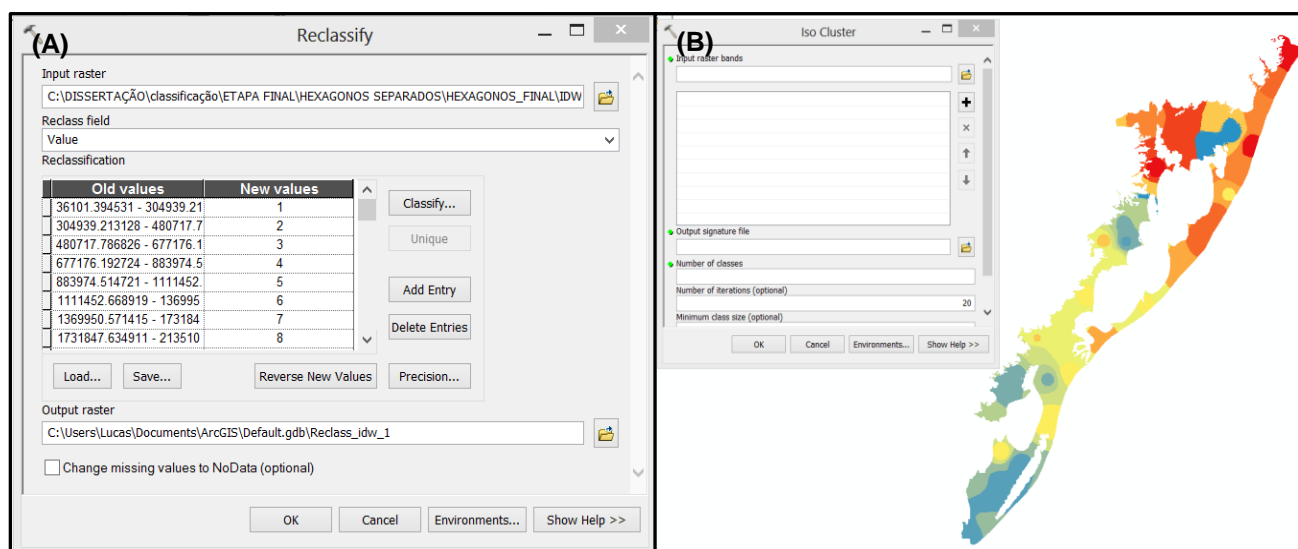 (A)
Reclassify
Input raster
C:\DISSERTAÇÃO\classificação\ETAPA FINAL\HEXAGONOS SEPARADOS\HEXAGONOS_FINAL\IDW
Reclass field
Value
Reclassification
Old values New values
36101.394531 - 304939.21 1
304939.213128 - 480717.7 2
480717.786826 - 677176.1 3
677176.192724 - 883974.5 4
883974.514721 - 1111452. 5
1111452.668919 - 136995 6
1369950.571415 - 173184 7
1731847.634911 - 213510 8
Classify...
Unique
Add Entry
Delete Entries
Load...
Save...
Reverse New Values
Precision...
Output raster
C:\Users\Lucas\Documents\ArcGIS\Default.gdb\Reclass_idw_1
Change missing values to NoData (optional)
OK
Cancel
Environments...
Show Help >>
(B)
Iso Cluster
Input raster bands
Output signature file
Number of classes
Number of iterations (optional)
20
Minimum class size (optional)
OK
Cancel
Environments...
Show Help >>